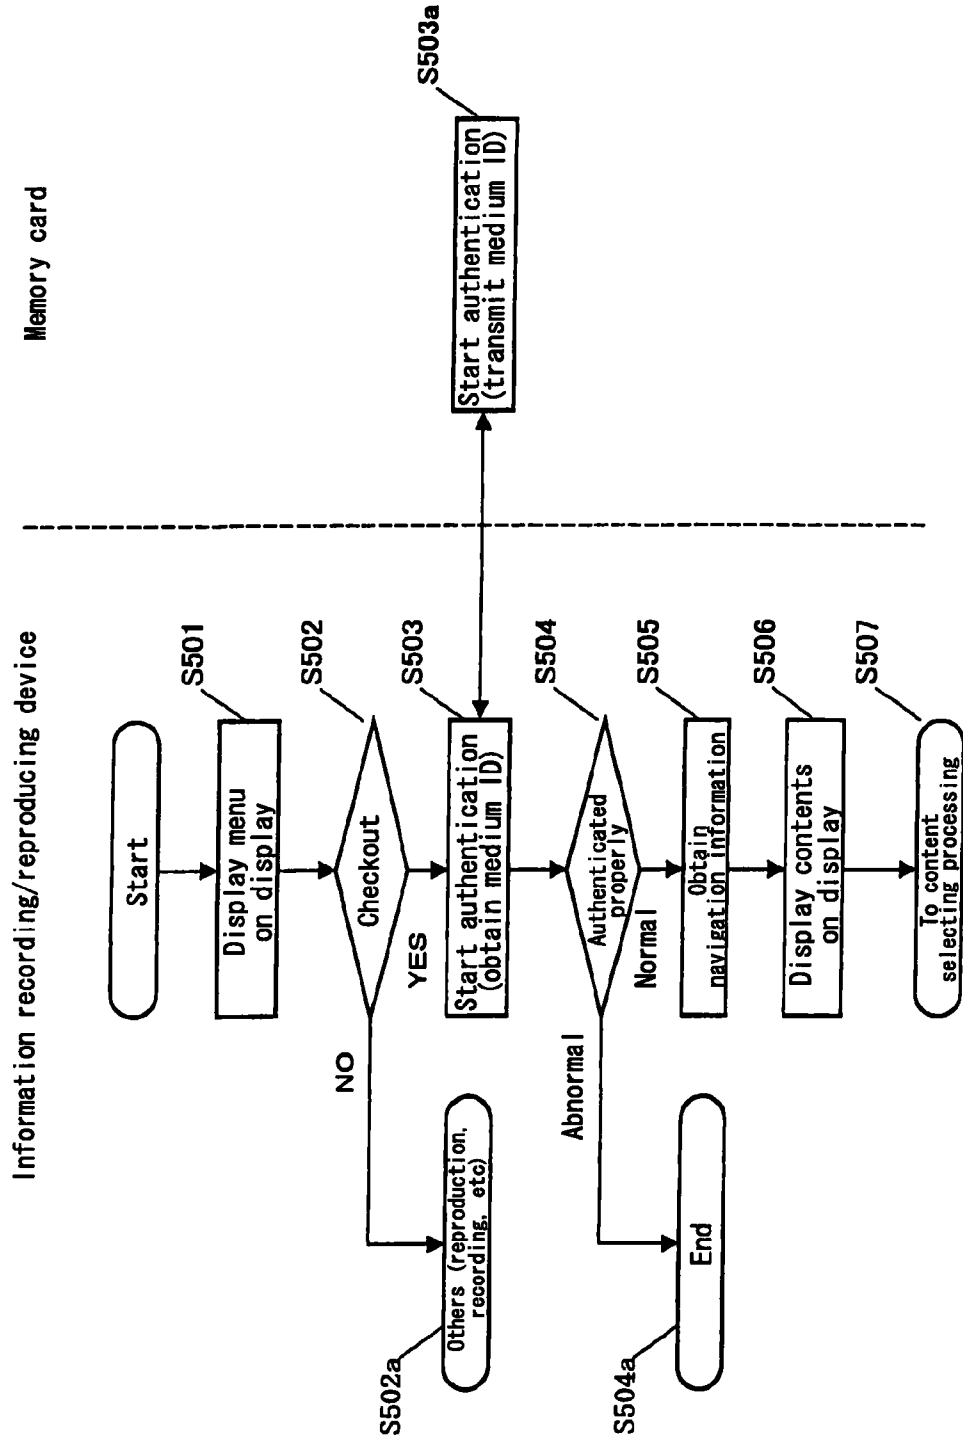 Information recording/reproducing device
Memory card
Start
S501
Display menu
on display
S502
Checkout
NO
YES
S502a
Others (reproduction,
recording, etc)
S503
Start authentication
(obtain medium ID)
S503a
Start authentication
(transmit medium ID)
S504
Authenticated
properly
Abnormal
Normal
S504a
End
S505
Obtain
navigation information
S506
Display contents
on display
S507
To content
selecting processing